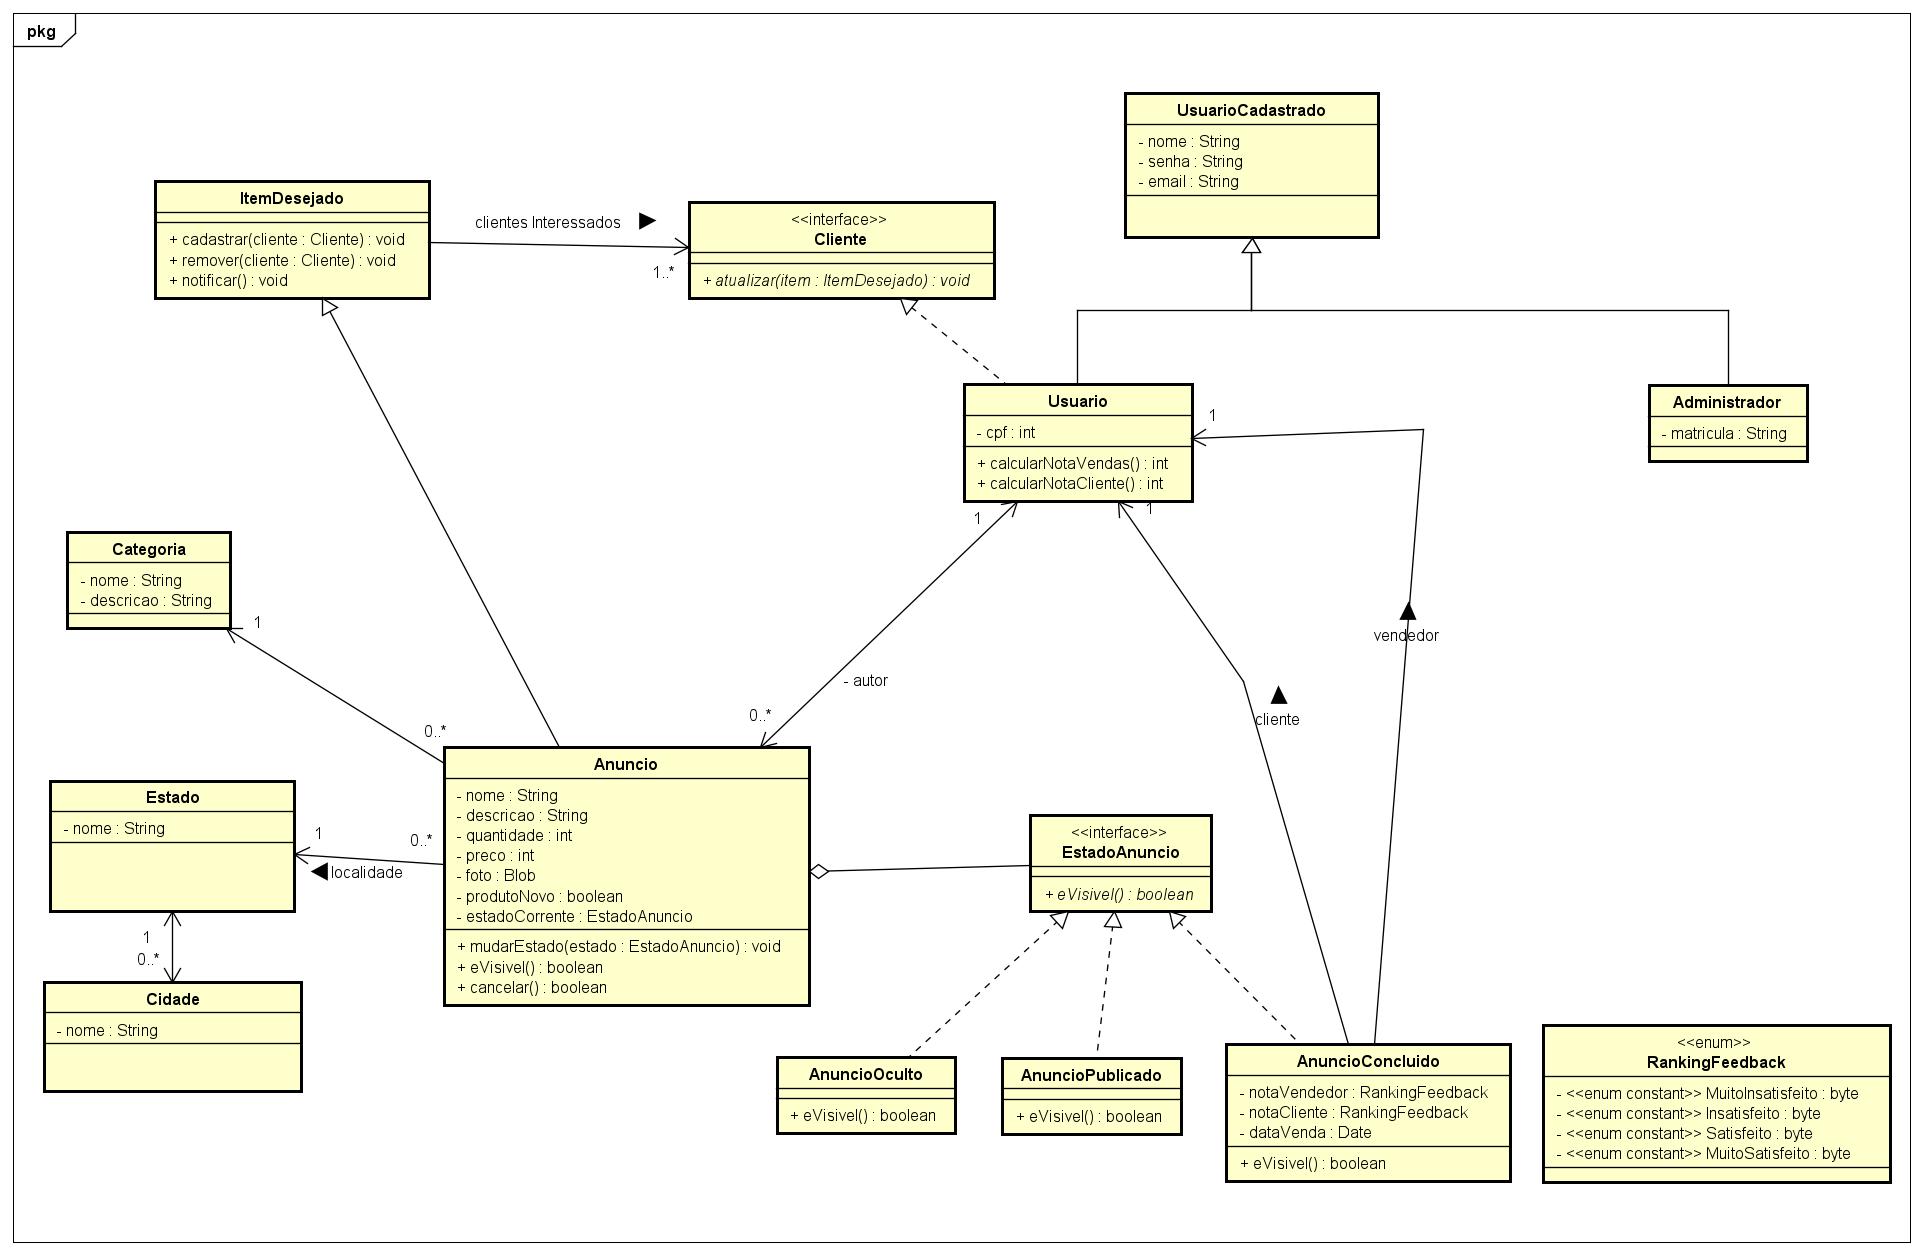 pkg
UsuarioCadastrado
- nome : String
- senha : String
- email : String
ItemDesejado
+ cadastrar(cliente : Cliente) : void
+ remover(cliente : Cliente) : void
+ notificar() : void
clientes Interessados
1..*
<<interface>>
Cliente
+ atualizar(item : ItemDesejado) : void
Usuario
- cpf : int
+ calcularNotaVendas() : int
+ calcularNotaCliente() : int
1
1
1
Administrador
- matricula : String
Categoria
- nome : String
- descricao : String
1
0..*
- autor
0..*
vendedor
cliente
Estado
- nome : String
1
0..*
localidade
1
0..*
Cidade
- nome : String
Anuncio
- nome : String
- descricao : String
- quantidade : int
- preco : int
- foto : Blob
- produtoNovo : boolean
- estadoCorrente : EstadoAnuncio
+ mudarEstado(estado : EstadoAnuncio) : void
+ eVisivel() : boolean
+ cancelar() : boolean
<<interface>>
EstadoAnuncio
+ eVisivel() : boolean
AnuncioOculto
+ eVisivel() : boolean
AnuncioPublicado
+ eVisivel() : boolean
AnuncioConcluido
- notaVendedor : RankingFeedback
- notaCliente : RankingFeedback
- dataVenda : Date
+ eVisivel() : boolean
<<enum>>
RankingFeedback
- <<enum constant>> MuitoInsatisfeito : byte
- <<enum constant>> Insatisfeito : byte
- <<enum constant>> Satisfeito : byte
- <<enum constant>> MuitoSatisfeito : byte